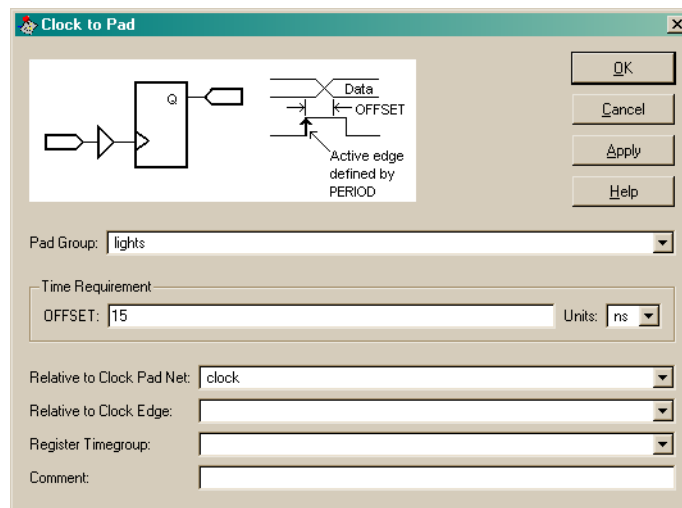 Clock to Pad
Q
Data
OFFSET
Active edge
defined by
PERIOD
OK
Cancel
Apply
Help
Pad Group: lights
Time Requirement
OFFSET: 15 Units: ns
Relative to Clock Pad Net: clock
Relative to Clock Edge:
Register Timegroup:
Comment: